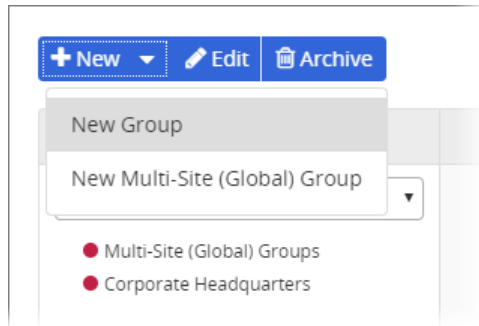 New Edit Archive
New Group
New Multi-Site (Global) Group
Multi-Site (Global) Groups
Corporate Headquarters